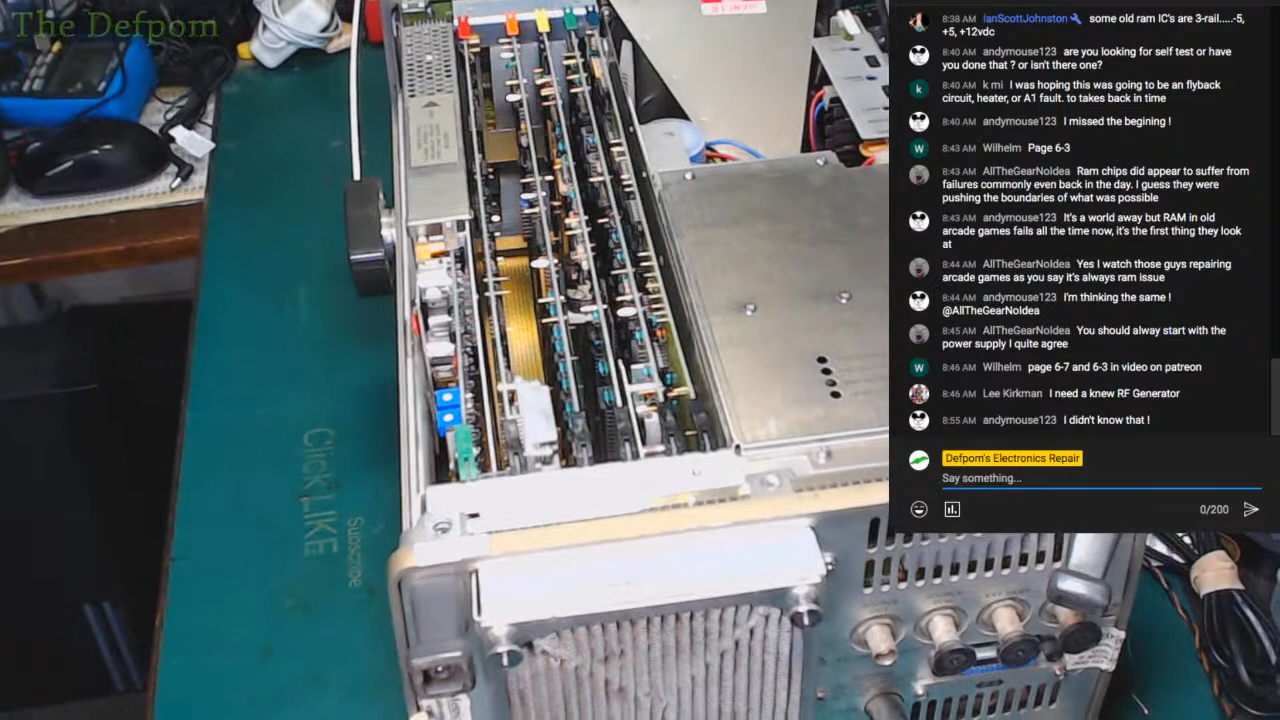 The Defpom
Click LIKE
Subscribe
8:38 AM IanScottJohnston some old ram IC's are 3-rail.....-5,
+5, +12vdc
8:40 AM andymouse123 are you looking for self test or have
you done that ? or isn't there one?
k
8:40 AM k mi I was hoping this was going to be an flyback
circuit, heater, or A1 fault. to takes back in time
8:40 AM andymouse123 I missed the begining !
W
8:43 AM Wilhelm Page 6-3
8:43 AM AllTheGearNoIdea Ram chips did appear to suffer from
failures commonly even back in the day. I guess they were
pushing the boundaries of what was possible
8:43 AM andymouse123 It's a world away but RAM in old
arcade games fails all the time now, it's the first thing they look
at
8:44 AM AllTheGearNoIdea Yes I watch those guys repairing
arcade games as you say it's always ram issue
8:44 AM andymouse123 I'm thinking the same !
@AllTheGearNoIdea
8:45 AM AllTheGearNoIdea You should alway start with the
power supply I quite agree
W
8:46 AM Wilhelm page 6-7 and 6-3 in video on patreon
8:46 AM Lee Kirkman I need a knew RF Generator
8:55 AM andymouse123 I didn't know that !
Defpom's Electronics Repair
Say something...
0/200